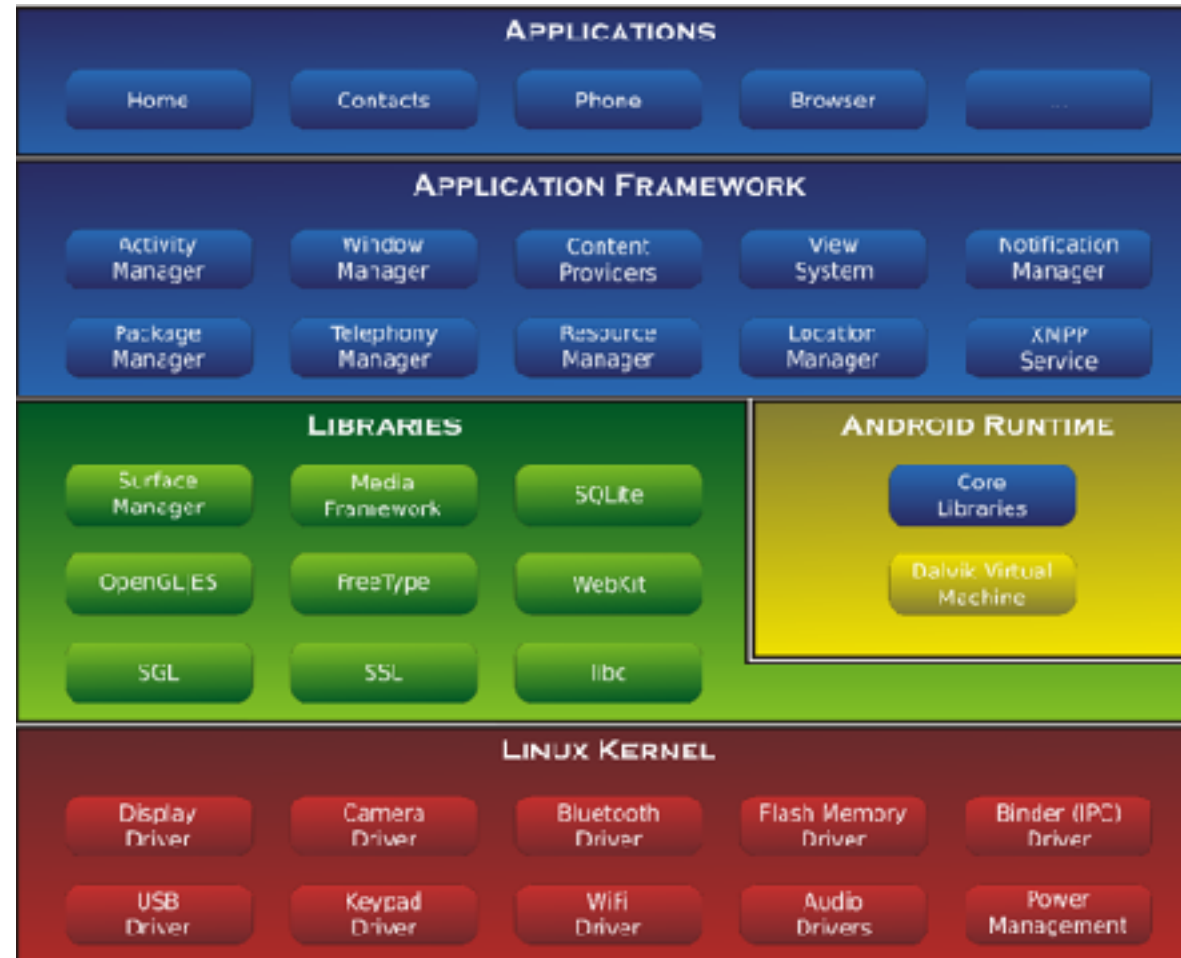 APPLICATIONS
Home
Contacts
Phone
Browser
...
APPLICATION FRAMEWORK
Activity
Manager
Window
Manager
Content
Providers
View
System
Notification
Manager
Package
Manager
Telephony
Manager
Resource
Manager
Location
Manager
XMPP
Service
LIBRARIES
Surface
Manager
Media
Framework
SQLite
OpenGL|ES
FreeType
WebKit
SGL
SSL
libc
ANDROID RUNTIME
Core
Libraries
Dalvik Virtual
Machine
LINUX KERNEL
Display
Driver
Camera
Driver
Bluetooth
Driver
Flash Memory
Driver
Binder (IPC)
Driver
USB
Driver
Keypad
Driver
WiFi
Driver
Audio
Drivers
Power
Management